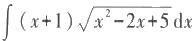 ∫ (x+1) √(x²−2x+5) dx